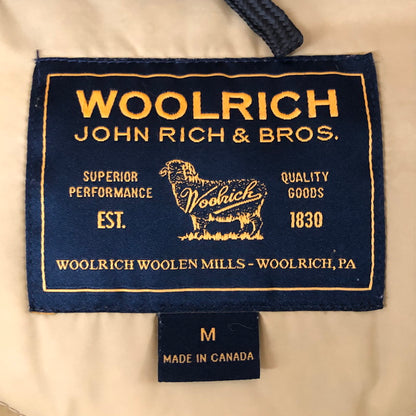 WOOLRICH
JOHN RICH & BROS.
SUPERIOR PERFORMANCE
QUALITY GOODS
Woolrich
EST. 1830
WOOLRICH WOOLEN MILLS - WOOLRICH, PA
M
MADE IN CANADA